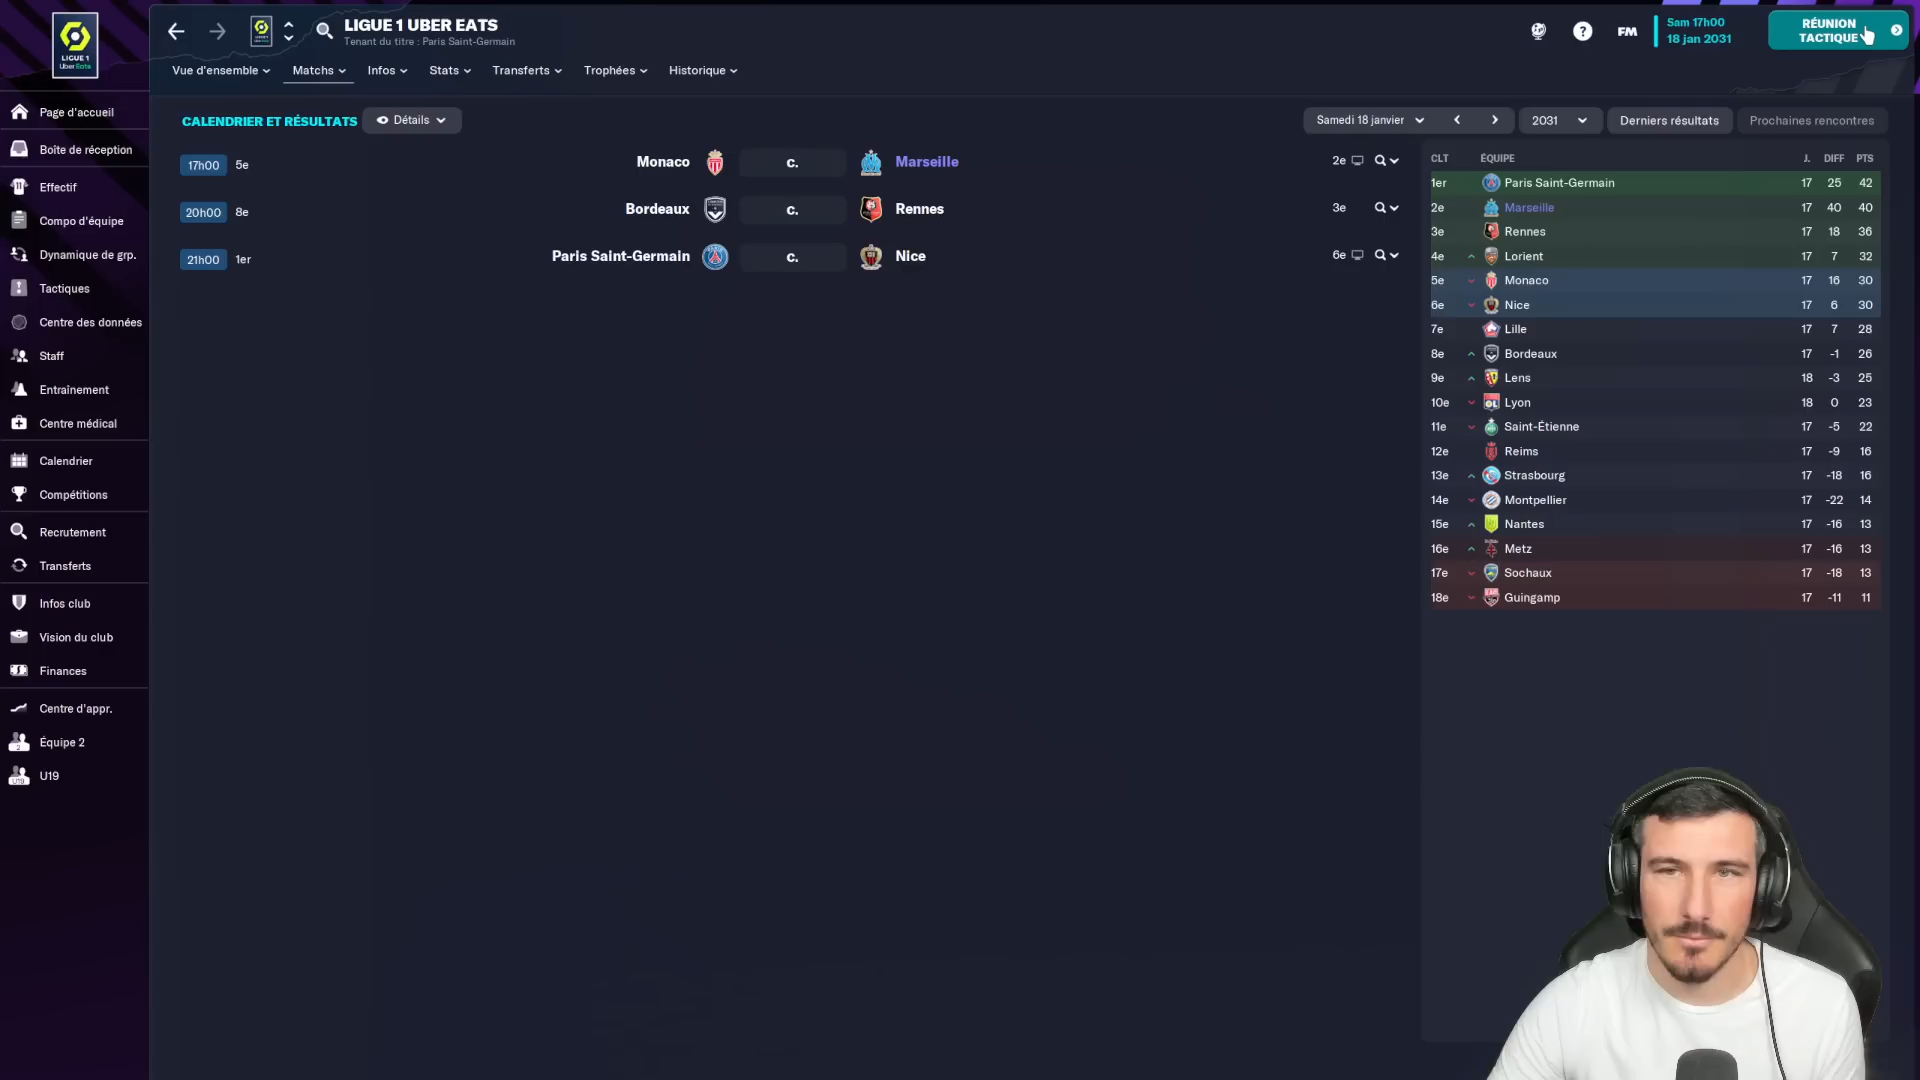 LIGUE 1 UBER EATS
Tenant du titre : Paris Saint-Germain
FM
Sam 17h00
18 jan 2031
RÉUNION
TACTIQUE
LIGUE 1
Uber Eats
Vue d'ensemble
Matchs
Infos
Stats
Transferts
Trophées
Historique
Page d'accueil
Boîte de réception
Effectif
Compo d'équipe
Dynamique de grp.
Tactiques
Centre des données
Staff
Entraînement
Centre médical
Calendrier
Compétitions
Recrutement
Transferts
Infos club
Vision du club
Finances
Centre d'appr.
Équipe 2
U19
CALENDRIER ET RÉSULTATS
Détails
Samedi 18 janvier
2031
Derniers résultats
Prochaines rencontres
17h00 5e Monaco c. Marseille 2e
20h00 8e Bordeaux c. Rennes 3e
21h00 1er Paris Saint-Germain c. Nice 6e
CLT ÉQUIPE J. DIFF PTS
1er Paris Saint-Germain 17 25 42
2e Marseille 17 40 40
3e Rennes 17 18 36
4e Lorient 17 7 32
5e Monaco 17 16 30
6e Nice 17 6 30
7e Lille 17 7 28
8e Bordeaux 17 -1 26
9e Lens 18 -3 25
10e Lyon 18 0 23
11e Saint-Étienne 17 -5 22
12e Reims 17 -9 16
13e Strasbourg 17 -18 16
14e Montpellier 17 -22 14
15e Nantes 17 -16 13
16e Metz 17 -16 13
17e Sochaux 17 -18 13
18e Guingamp 17 -11 11